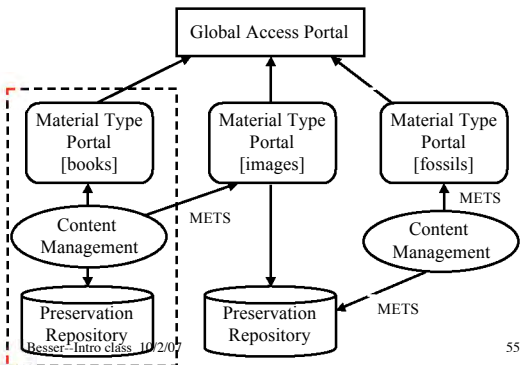 Global Access Portal
Material Type
Portal
[books]
Material Type
Portal
[images]
Material Type
Portal
[fossils]
METS
METS
Content
Management
Content
Management
METS
Preservation
Repository
Preservation
Repository
Besser--Intro class 10/2/07
55